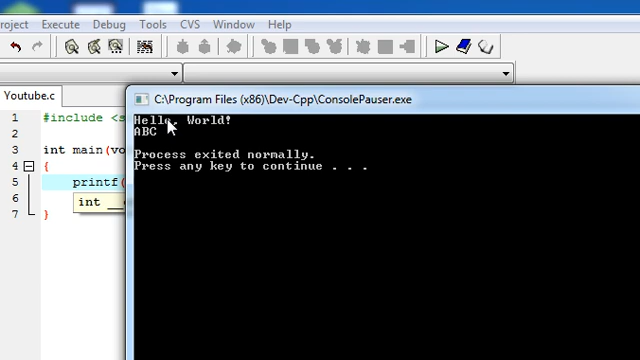 roject Execute Debug Tools CVS Window Help
Youtube.c
C:\Program Files (x86)\Dev-Cpp\ConsolePauser.exe
1 #include <s
2
3 int main(vo
4 {
5 printf(
int __
6
7 }
Hello, World!
ABC
Process exited normally.
Press any key to continue . . .